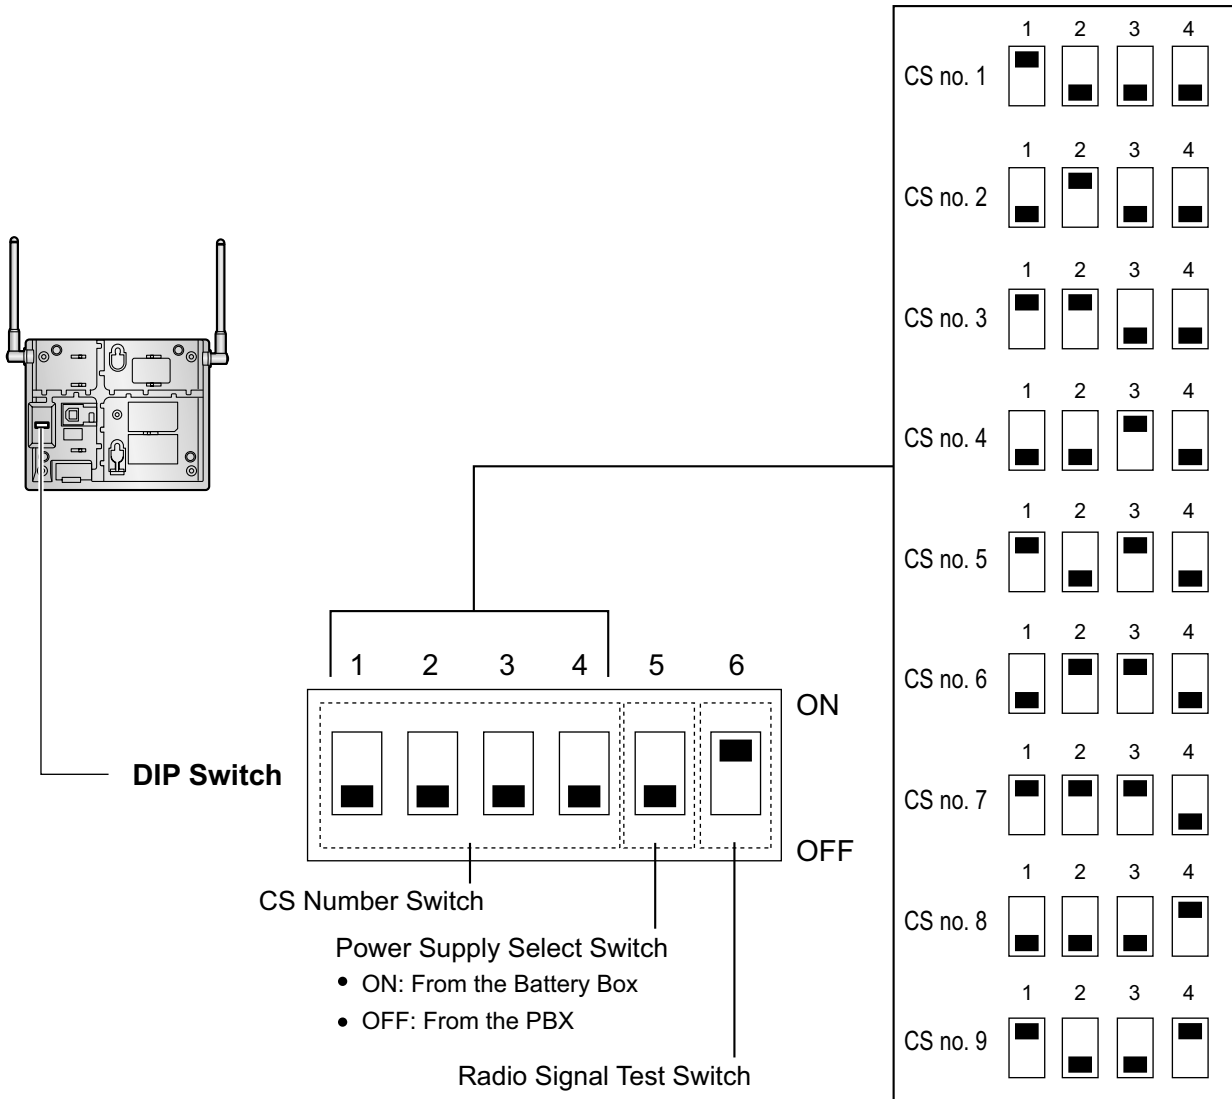 1 2 3 4
CS no. 1
1 2 3 4
CS no. 2
1 2 3 4
CS no. 3
1 2 3 4
CS no. 4
1 2 3 4
CS no. 5
1 2 3 4
CS no. 6
1 2 3 4
CS no. 7
1 2 3 4
CS no. 8
1 2 3 4
CS no. 9
1 2 3 4 5 6
ON
DIP Switch
OFF
CS Number Switch
Power Supply Select Switch
• ON: From the Battery Box
• OFF: From the PBX
Radio Signal Test Switch